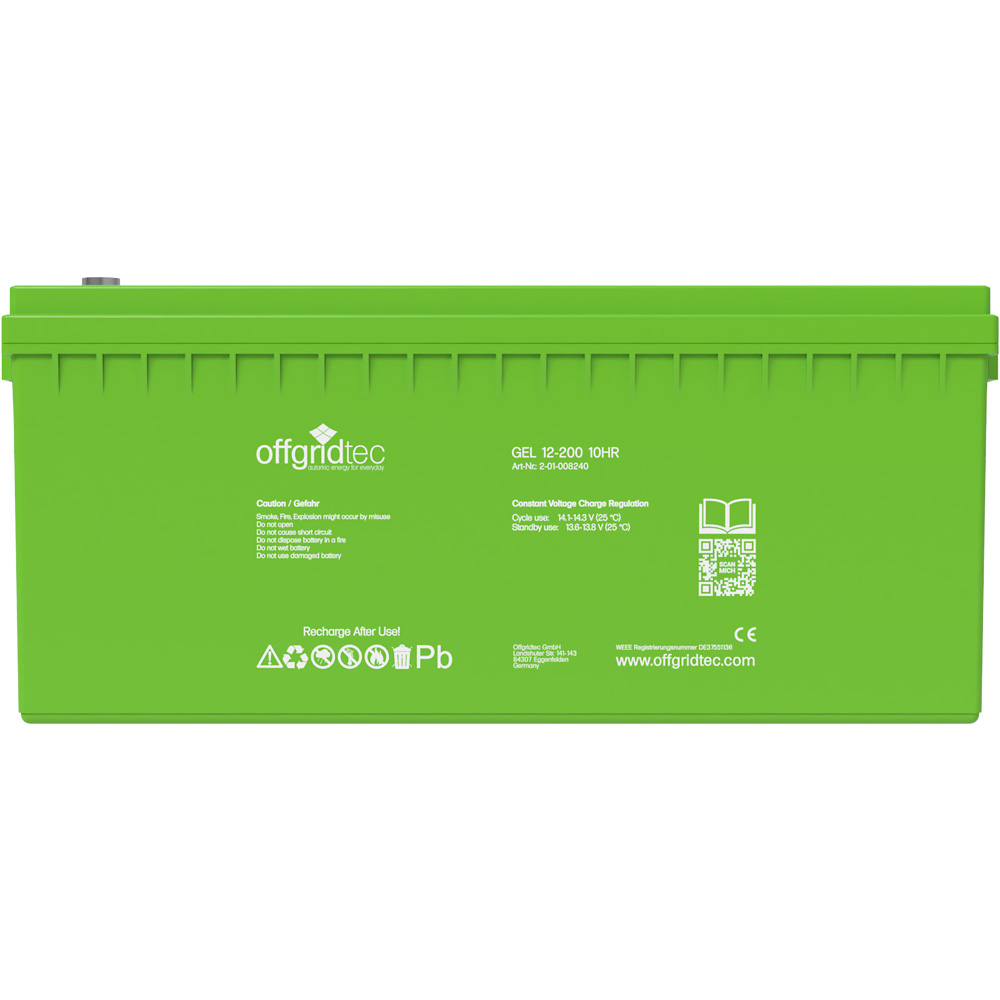 offgridtec
autarkic energy for everyday
GEL 12-200 10HR
Art-Nr.: 2-01-008240
Caution / Gefahr
Smoke, Fire, Explosion might occur by misuse
Do not open
Do not cause short circuit
Do not dispose battery in a fire
Do not wet battery
Do not use damaged battery
Constant Voltage Charge Regulation
Cycle use: 14.1-14.3 V (25 °C)
Standby use: 13.6-13.8 V (25 °C)
SCAN
MICH
Recharge After Use!
Pb
Offgridtec GmbH
Landshuter Str. 141-143
84307 Eggenfelden
Germany
CE
WEEE Registrierungsnummer DE37551136
www.offgridtec.com